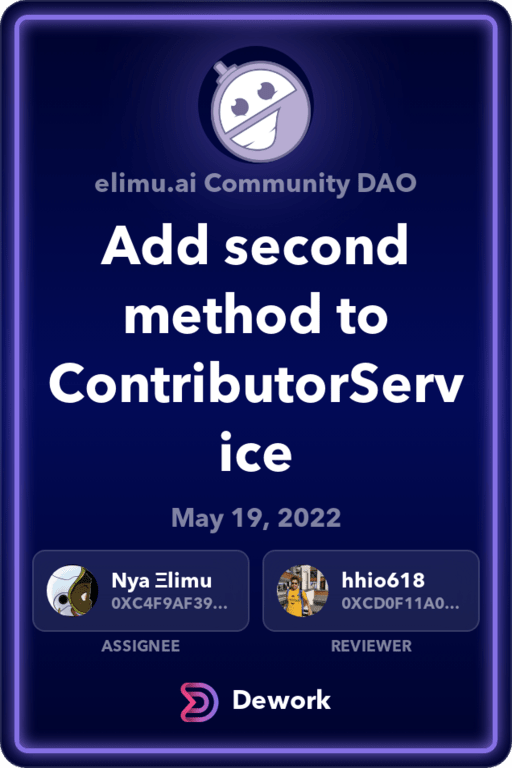 elimu.ai Community DAO
Add second
method to
ContributorServ
ice
May 19, 2022
Nya Ξlimu
0XC4F9AF39...
ASSIGNEE
hhio618
0XCD0F11A0...
REVIEWER
Dework